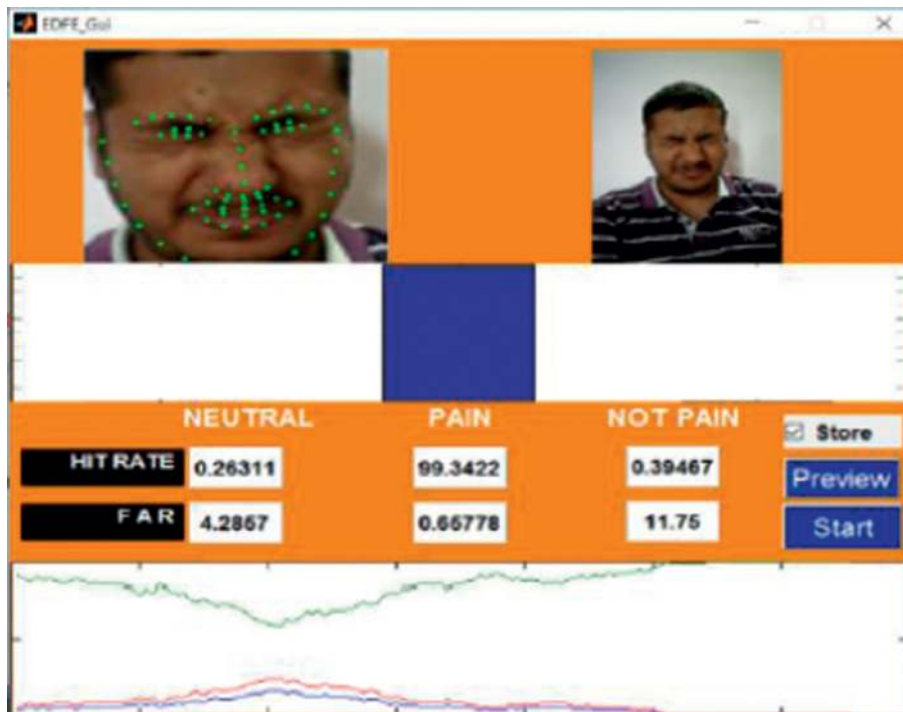 EDFE_Gui
NEUTRAL PAIN NOT PAIN
Store
HIT RATE 0.26311 99.3422 0.39467
Preview
F A R 4.2857 0.65778 11.75
Start